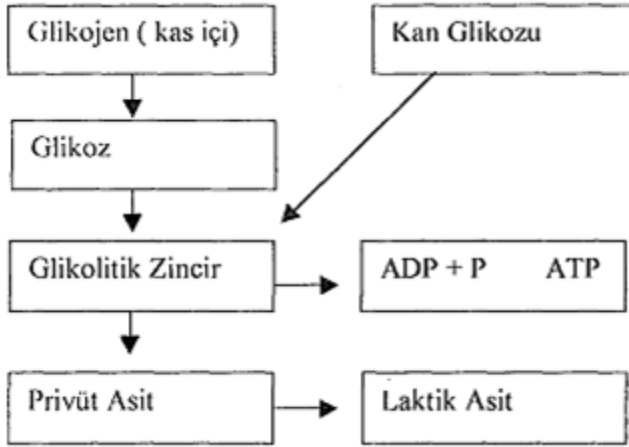 Glikojen ( kas içi)
Kan Glikozu
Glikoz
Glikolitik Zincir
ADP + P ATP
Privüt Asit
Laktik Asit